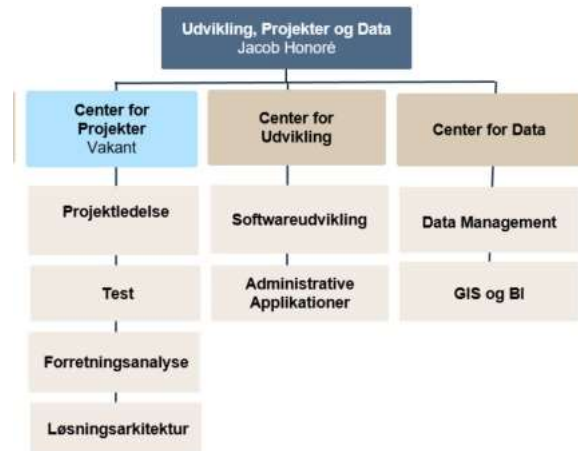 Udvikling, Projekter og Data
Jacob Honoré
Center for
Projekter
Vakant
Center for
Udvikling
Center for Data
Projektledelse
Softwareudvikling
Data Management
Test
Administrative
Applikationer
GIS og BI
Forretningsanalyse
Løsningsarkitektur